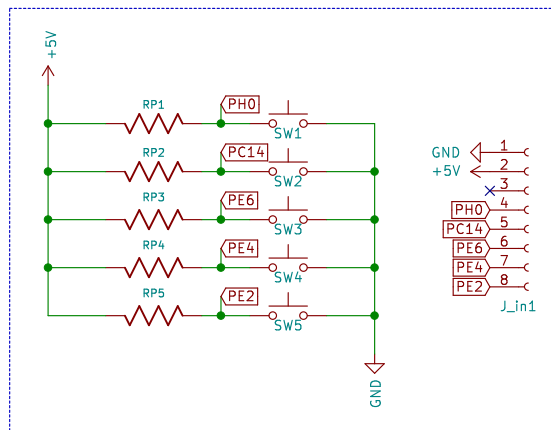 +5V
RP1
PH0
SW1
RP2
PC14
SW2
RP3
PE6
SW3
RP4
PE4
SW4
RP5
PE2
SW5
GND
GND 1
+5V 2
3
PH0 4
PC14 5
PE6 6
PE4 7
PE2 8
J_in1